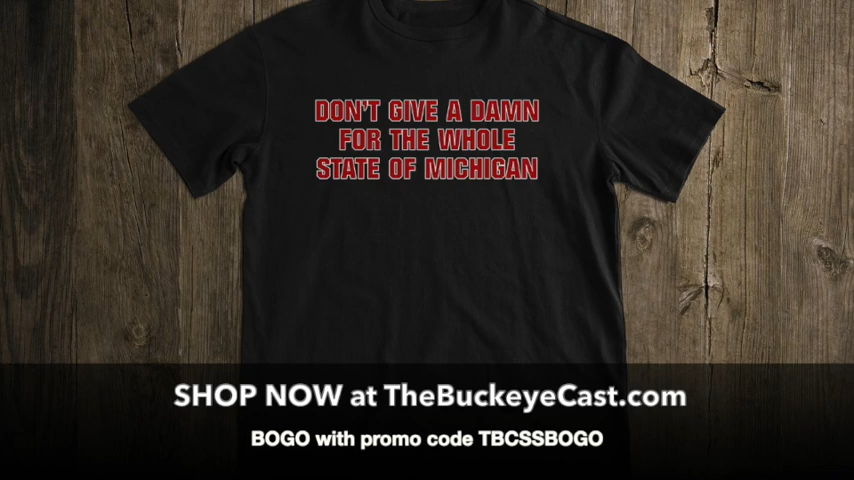 DON'T GIVE A DAMN
FOR THE WHOLE
STATE OF MICHIGAN
SHOP NOW at TheBuckeyeCast.com
BOGO with promo code TBCSSBOGO